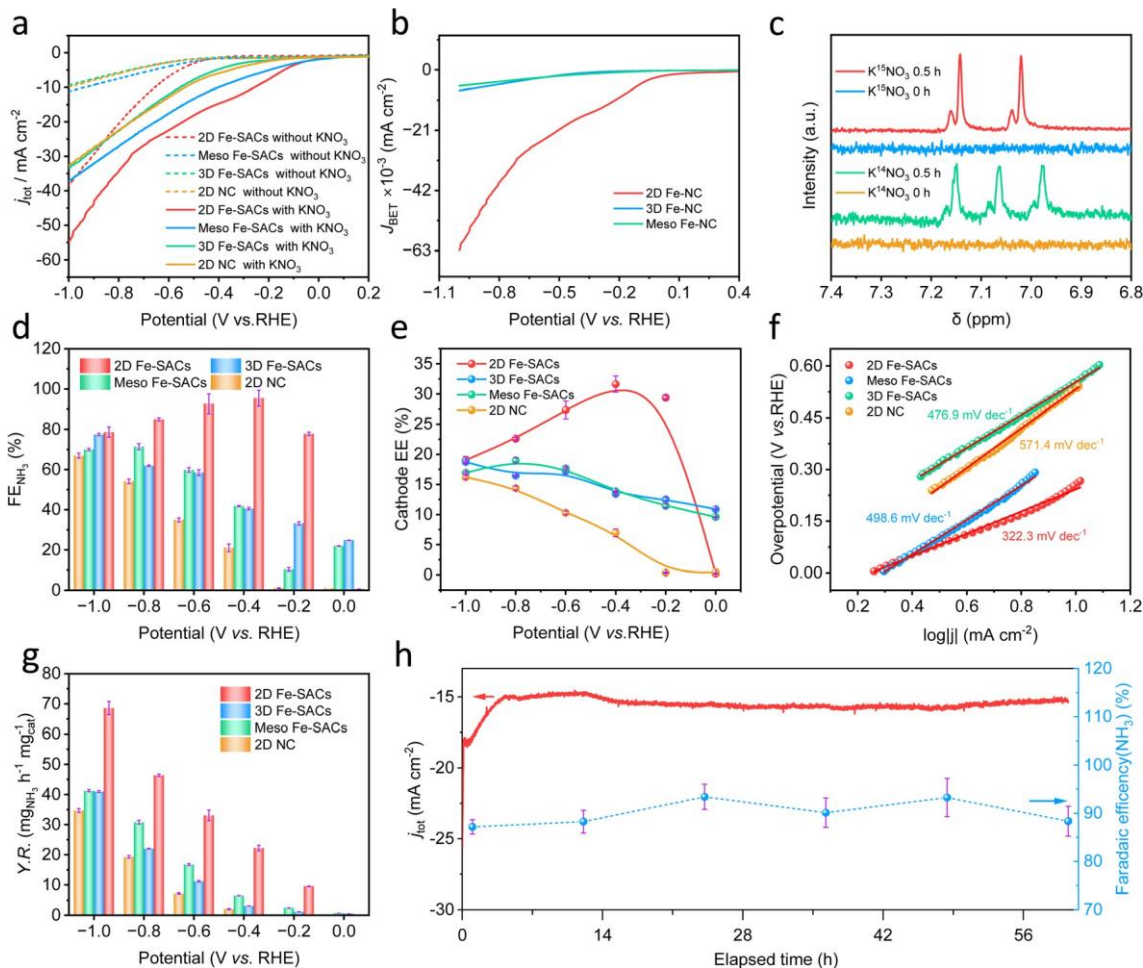 a
0
-10
-20
-30
-40
-50
-60
j_tot / mA cm⁻²
2D Fe-SACs without KNO₃
Meso Fe-SACs without KNO₃
3D Fe-SACs without KNO₃
2D NC without KNO₃
2D Fe-SACs with KNO₃
Meso Fe-SACs with KNO₃
3D Fe-SACs with KNO₃
2D NC with KNO₃
-1.0 -0.8 -0.6 -0.4 -0.2 0.0 0.2
Potential (V vs.RHE)
b
0
-21
-42
-63
J_BET ×10⁻³ (mA cm⁻²)
2D Fe-NC
3D Fe-NC
Meso Fe-NC
-1.1 -0.7 -0.3 0.1 0.4
Potential (V vs. RHE)
c
Intensity (a.u.)
K¹⁵NO₃ 0.5 h
K¹⁵NO₃ 0 h
K¹⁴NO₃ 0.5 h
K¹⁴NO₃ 0 h
7.4 7.3 7.2 7.1 7.0 6.9 6.8
δ (ppm)
d
120
100
80
60
40
20
0
FE_NH₃ (%)
2D Fe-SACs 3D Fe-SACs
Meso Fe-SACs 2D NC
-1.0 -0.8 -0.6 -0.4 -0.2 0.0
Potential (V vs. RHE)
e
35
30
25
20
15
10
5
0
Cathode EE (%)
2D Fe-SACs
3D Fe-SACs
Meso Fe-SACs
2D NC
-1.0 -0.8 -0.6 -0.4 -0.2 0.0
Potential (V vs.RHE)
f
0.60
0.45
0.30
0.15
0.00
Overpotential (V vs.RHE)
2D Fe-SACs
Meso Fe-SACs
3D Fe-SACs
2D NC
476.9 mV dec⁻¹
571.4 mV dec⁻¹
498.6 mV dec⁻¹
322.3 mV dec⁻¹
0.2 0.4 0.6 0.8 1.0 1.2
log|j| (mA cm⁻²)
g
80
70
60
50
40
30
20
10
0
Y.R. (mg_NH₃ h⁻¹ mg⁻¹_cat)
2D Fe-SACs
3D Fe-SACs
Meso Fe-SACs
2D NC
-1.0 -0.8 -0.6 -0.4 -0.2 0.0
Potential (V vs. RHE)
h
-15
-20
-25
-30
j_tot (mA cm⁻²)
120
110
100
90
80
70
Faradaic efficency(NH₃) (%)
0 14 28 42 56
Elapsed time (h)